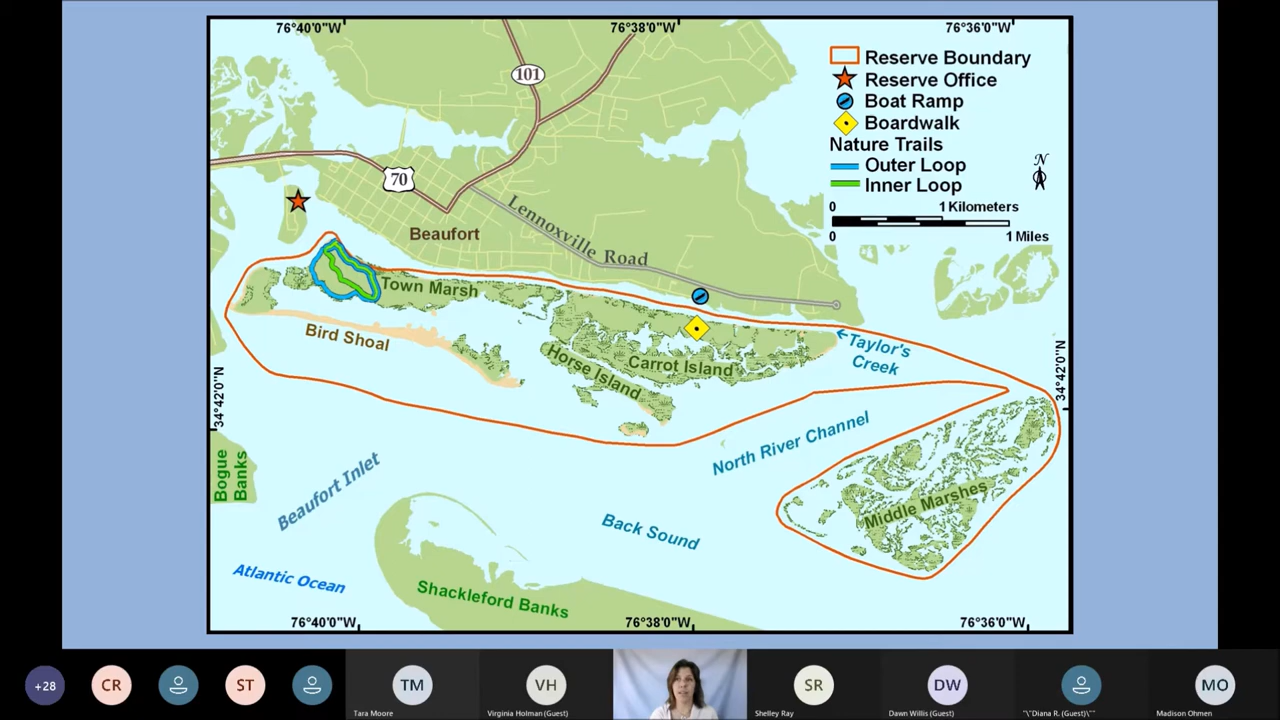 76°40'0"W
76°38'0"W
76°36'0"W
101
Reserve Boundary
Reserve Office
Boat Ramp
Boardwalk
Nature Trails
Outer Loop
Inner Loop
N
0
1 Kilometers
0
1 Miles
70
Lennoxville Road
Beaufort
Town Marsh
Bird Shoal
Horse Island
Carrot Island
←Taylor's
Creek
34°42'0"N
34°42'0"N
North River Channel
Bogue
Banks
Beaufort Inlet
Middle Marshes
Back Sound
Atlantic Ocean
Shackleford Banks
76°40'0"W
76°38'0"W
76°36'0"W
+28
CR
ST
TM
VH
SR
DW
MO
Tara Moore
Virginia Holman (Guest)
Shelley Ray
Dawn Willis (Guest)
"\"Diana R. (Guest)\""
Madison Ohmen